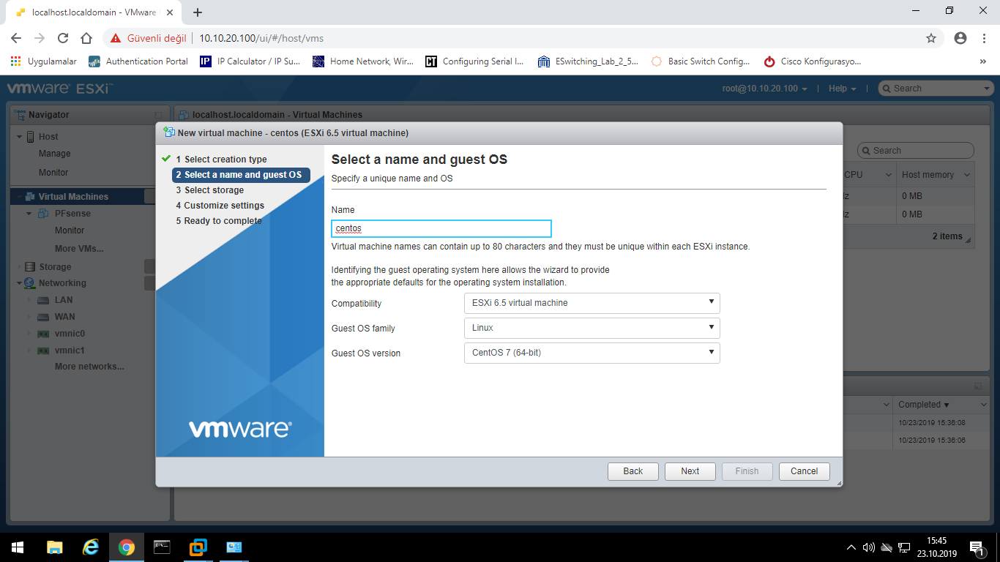 localhost.localdomain - VMware
Güvenli değil 10.10.20.100/ui/#/host/vms
Uygulamalar Authentication Portal IP IP Calculator / IP Su... Home Network, Wir... CT Configuring Serial I... ESwitching_Lab_2_5... Basic Switch Config... Cisco Konfigurasyo... »
vmware ESXi™ root@10.10.20.100 | Help | Search
Navigator
localhost.localdomain - Virtual Machines
Host
Manage
Monitor
Virtual Machines
PFsense
Monitor
More VMs...
Storage
Networking
LAN
WAN
vmnic0
vmnic1
More networks...
New virtual machine - centos (ESXi 6.5 virtual machine)
1 Select creation type
2 Select a name and guest OS
3 Select storage
4 Customize settings
5 Ready to complete
vmware®
Select a name and guest OS
Specify a unique name and OS
Name
centos
Virtual machine names can contain up to 80 characters and they must be unique within each ESXi instance.
Identifying the guest operating system here allows the wizard to provide
the appropriate defaults for the operating system installation.
Compatibility ESXi 6.5 virtual machine
Guest OS family Linux
Guest OS version CentOS 7 (64-bit)
Back Next Finish Cancel
Search
CPU Host memory
Iz 0 MB
Iz 0 MB
2 items
Completed
10/23/2019 15:36:08
10/23/2019 15:36:06
15:45
23.10.2019
1